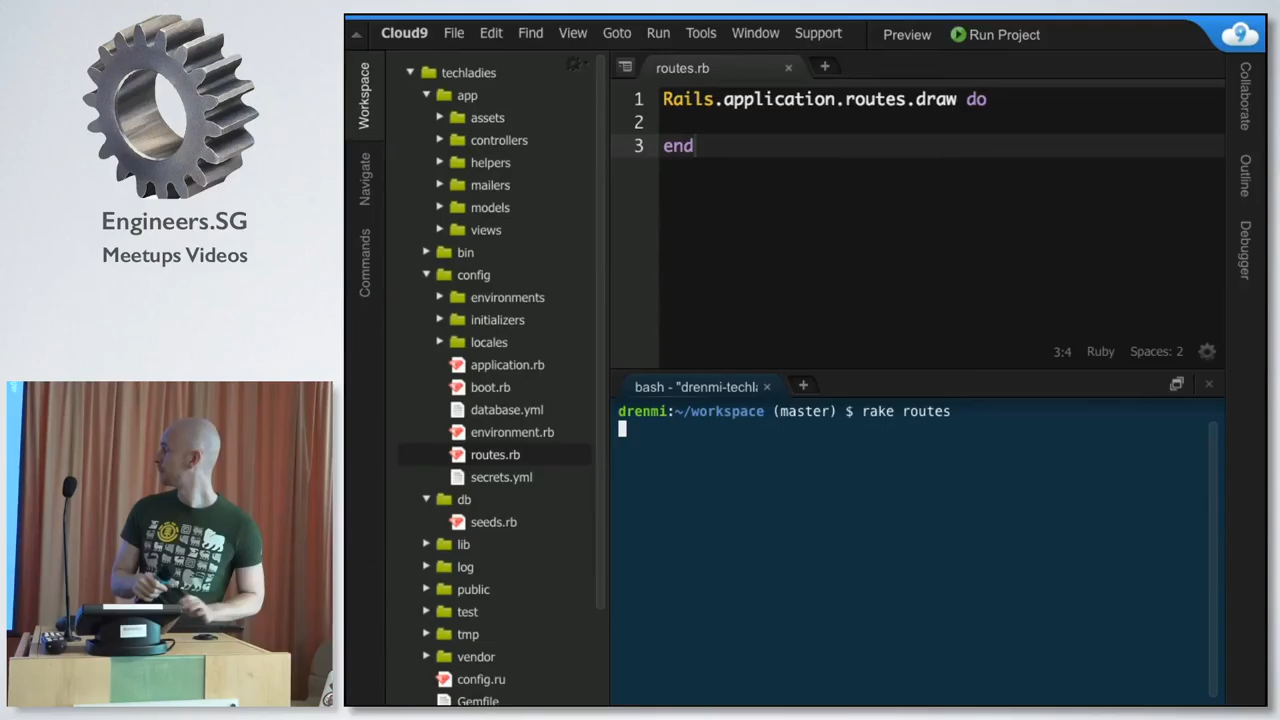 Engineers.SG
Meetups Videos
Cloud9 File Edit Find View Goto Run Tools Window Support Preview Run Project
9
Workspace
Navigate
Commands
techladies
app
assets
controllers
helpers
mailers
models
views
bin
config
environments
initializers
locales
application.rb
boot.rb
database.yml
environment.rb
routes.rb
secrets.yml
db
seeds.rb
lib
log
public
test
tmp
vendor
config.ru
Gemfile
routes.rb
1 Rails.application.routes.draw do
2
3 end
3:4 Ruby Spaces: 2
bash - "drenmi-techla
drenmi:~/workspace (master) $ rake routes
Collaborate
Outline
Debugger